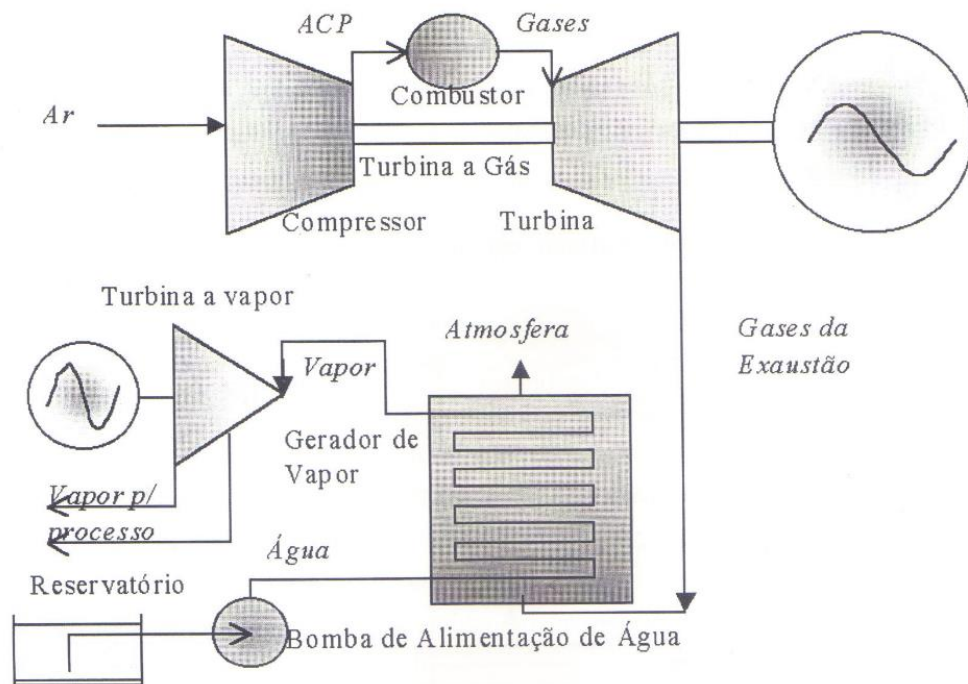 ACP
Gases
Combustor
Ar
Turbina a Gás
Compressor
Turbina
Turbina a vapor
Atmosfera
Gases da
Exaustão
Vapor
Gerador de
Vapor
Vapor p/
processo
Água
Reservatório
Bomba de Alimentação de Água